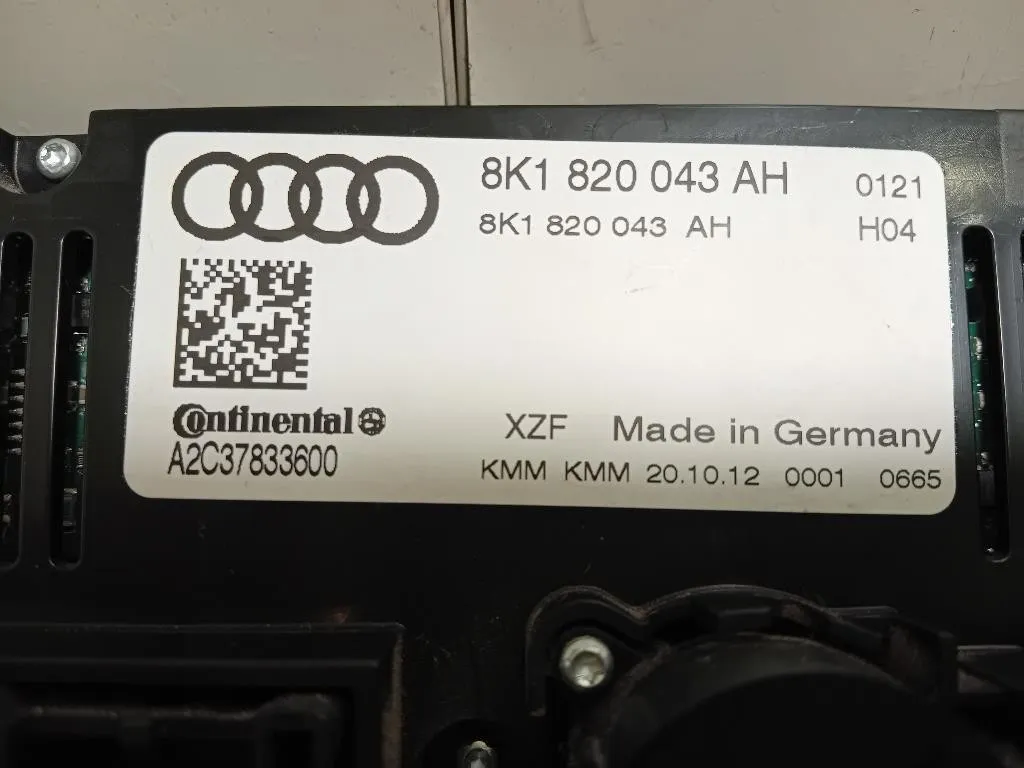 8K1 820 043 AH 0121
8K1 820 043 AH H04
Continental
A2C37833600
XZF Made in Germany
KMM KMM 20.10.12 0001 0665